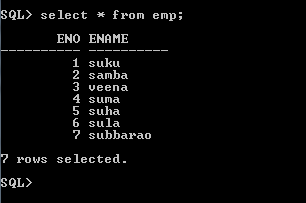 SQL> select * from emp;
ENO ENAME
---------- ----------
1 suku
2 samba
3 veena
4 suma
5 suha
6 sula
7 subbarao
7 rows selected.
SQL>